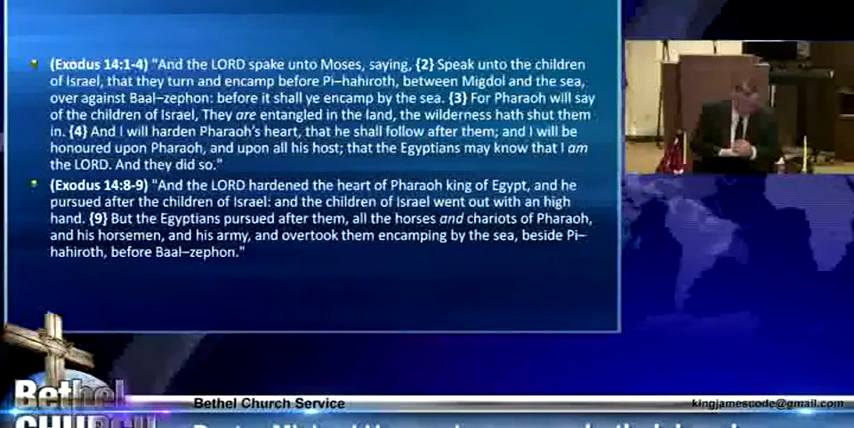 (Exodus 14:1-4) "And the LORD spake unto Moses, saying, {2} Speak unto the children
of Israel, that they turn and encamp before Pi–hahiroth, between Migdol and the sea,
over against Baal–zephon: before it shall ye encamp by the sea. {3} For Pharaoh will say
of the children of Israel, They are entangled in the land, the wilderness hath shut them
in. {4} And I will harden Pharaoh's heart, that he shall follow after them; and I will be
honoured upon Pharaoh, and upon all his host; that the Egyptians may know that I am
the LORD. And they did so."
(Exodus 14:8-9) "And the LORD hardened the heart of Pharaoh king of Egypt, and he
pursued after the children of Israel: and the children of Israel went out with an high
hand. {9} But the Egyptians pursued after them, all the horses and chariots of Pharaoh,
and his horsemen, and his army, and overtook them encamping by the sea, beside Pi–
hahiroth, before Baal–zephon."
Bethel
CHURCH
Bethel Church Service
kingjamescode@gmail.com